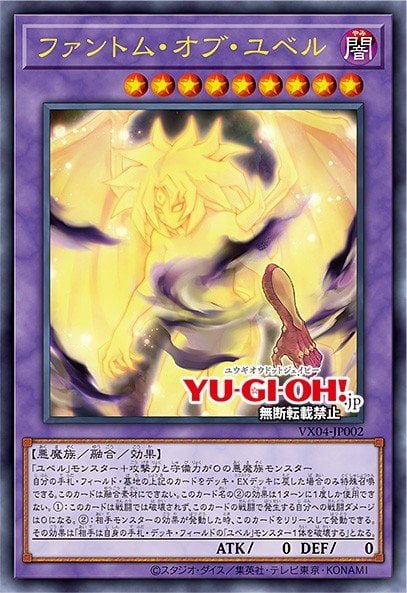 ファントム・オブ・ユベル
やみ
闇
ユウギオウドットジェイピー
YU-GI-OH!.jp
無断転載禁止
VX04-JP002
【悪魔族/融合/効果】
「ユベル」モンスター+攻撃力と守備力が0の悪魔族モンスター
自分の手札・フィールド・墓地の上記のカードをデッキ・EXデッキに戻した場合のみ特殊召
喚できる。このカードは融合素材にできない。このカード名の②の効果は1ターンに1度しか使用で
きない。①:このカードは戦闘では破壊されず、このカードの戦闘で発生する自分への戦闘ダメージ
は0になる。②:相手モンスターの効果が発動した時、このカードをリリースして発動できる。
その効果は「相手は自身の手札・デッキ・フィールドの「ユベル」モンスター1体を破壊する」となる。
ATK/ 0 DEF/ 0
©スタジオ・ダイス/集英社・テレビ東京・KONAMI